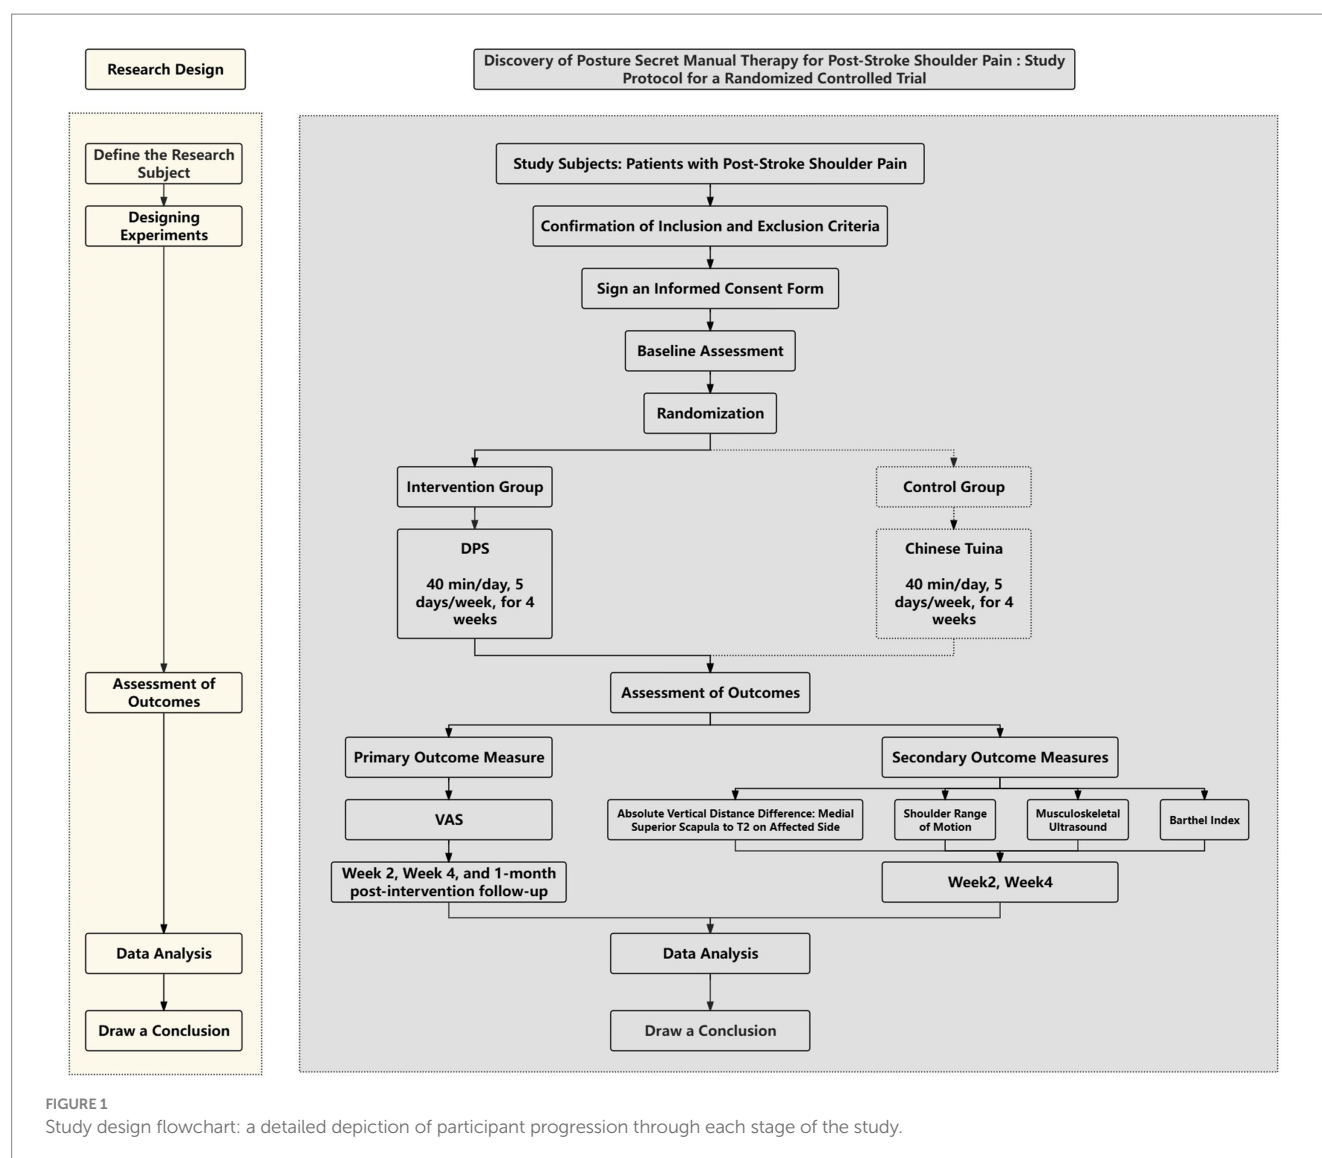 Research Design
Discovery of Posture Secret Manual Therapy for Post-Stroke Shoulder Pain : Study
Protocol for a Randomized Controlled Trial
Define the Research
Subject
Designing
Experiments
Assessment of
Outcomes
Data Analysis
Draw a Conclusion
Study Subjects: Patients with Post-Stroke Shoulder Pain
Confirmation of Inclusion and Exclusion Criteria
Sign an Informed Consent Form
Baseline Assessment
Randomization
Intervention Group
Control Group
DPS
40 min/day, 5
days/week, for 4
weeks
Chinese Tuina
40 min/day, 5
days/week, for 4
weeks
Assessment of Outcomes
Primary Outcome Measure
Secondary Outcome Measures
VAS
Absolute Vertical Distance Difference: Medial
Superior Scapula to T2 on Affected Side
Shoulder Range
of Motion
Musculoskeletal
Ultrasound
Barthel Index
Week 2, Week 4, and 1-month
post-intervention follow-up
Week2, Week4
Data Analysis
Draw a Conclusion
FIGURE 1
Study design flowchart: a detailed depiction of participant progression through each stage of the study.